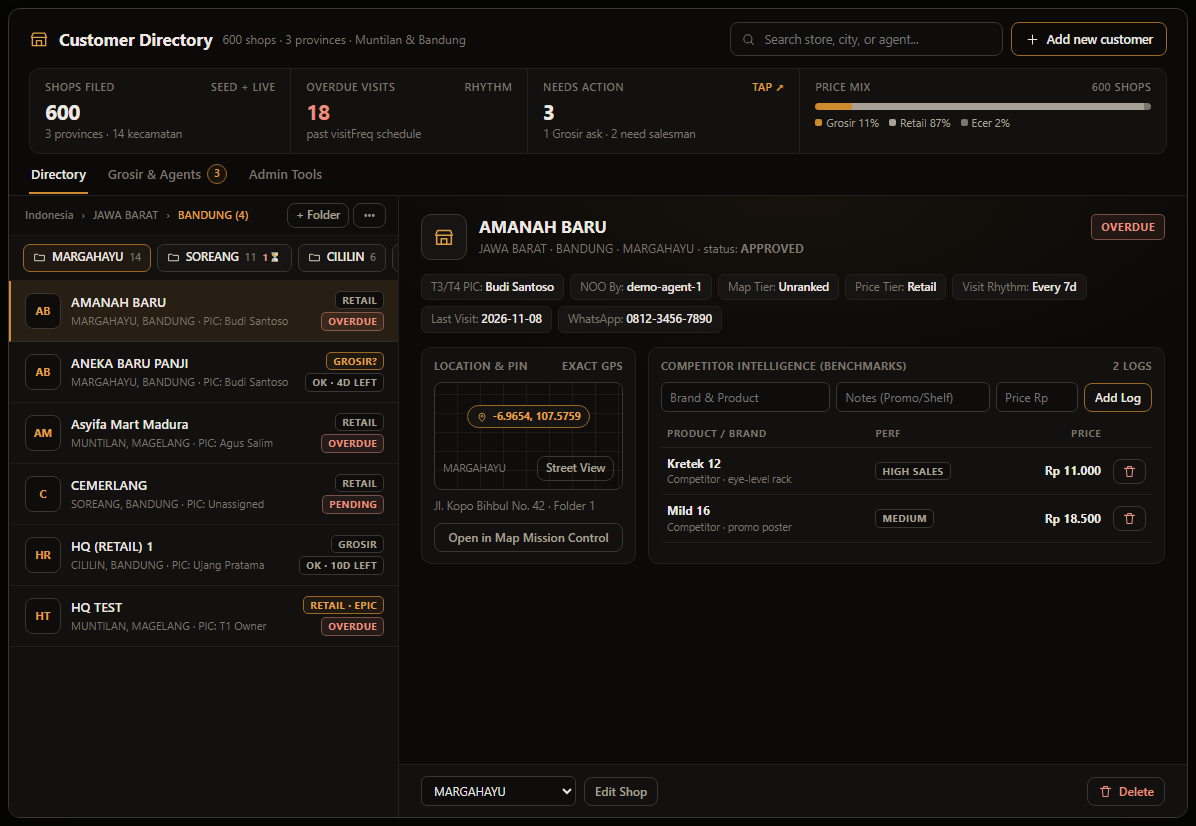 Customer Directory 600 shops · 3 provinces · Muntilan & Bandung
Search store, city, or agent...
+ Add new customer
SHOPS FILED SEED + LIVE
600
3 provinces · 14 kecamatan
OVERDUE VISITS RHYTHM
18
past visitFreq schedule
NEEDS ACTION TAP ↗
3
1 Grosir ask · 2 need salesman
PRICE MIX 600 SHOPS
Grosir 11% Retail 87% Ecer 2%
Directory Grosir & Agents 3 Admin Tools
Indonesia › JAWA BARAT › BANDUNG (4) + Folder ···
MARGAHAYU 14 SOREANG 11 1⏳ CILILIN 6
AB AMANAH BARU RETAIL
MARGAHAYU, BANDUNG · PIC: Budi Santoso OVERDUE
AB ANEKA BARU PANJI GROSIR?
MARGAHAYU, BANDUNG · PIC: Budi Santoso OK · 4D LEFT
AM Asyifa Mart Madura RETAIL
MUNTILAN, MAGELANG · PIC: Agus Salim OVERDUE
C CEMERLANG RETAIL
SOREANG, BANDUNG · PIC: Unassigned PENDING
HR HQ (RETAIL) 1 GROSIR
CILILIN, BANDUNG · PIC: Ujang Pratama OK · 10D LEFT
HT HQ TEST RETAIL · EPIC
MUNTILAN, MAGELANG · PIC: T1 Owner OVERDUE
AMANAH BARU
JAWA BARAT · BANDUNG · MARGAHAYU · status: APPROVED
OVERDUE
T3/T4 PIC: Budi Santoso NOO By: demo-agent-1 Map Tier: Unranked Price Tier: Retail Visit Rhythm: Every 7d
Last Visit: 2026-11-08 WhatsApp: 0812-3456-7890
LOCATION & PIN EXACT GPS
-6.9654, 107.5759
MARGAHAYU Street View
Jl. Kopo Bihbul No. 42 · Folder 1
Open in Map Mission Control
COMPETITOR INTELLIGENCE (BENCHMARKS) 2 LOGS
Brand & Product Notes (Promo/Shelf) Price Rp Add Log
PRODUCT / BRAND PERF PRICE
Kretek 12 HIGH SALES Rp 11.000
Competitor · eye-level rack
Mild 16 MEDIUM Rp 18.500
Competitor · promo poster
MARGAHAYU Edit Shop Delete